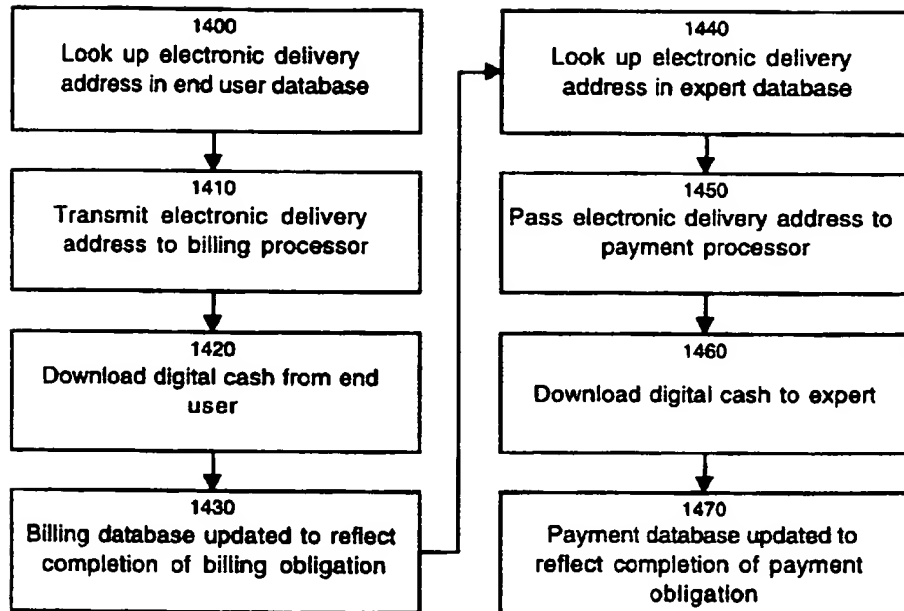 1400
Look up electronic delivery
address in end user database
1410
Transmit electronic delivery
address to billing processor
1420
Download digital cash from end
user
1430
Billing database updated to reflect
completion of billing obligation
1440
Look up electronic delivery
address in expert database
1450
Pass electronic delivery address to
payment processor
1460
Download digital cash to expert
1470
Payment database updated to
reflect completion of payment
obligation